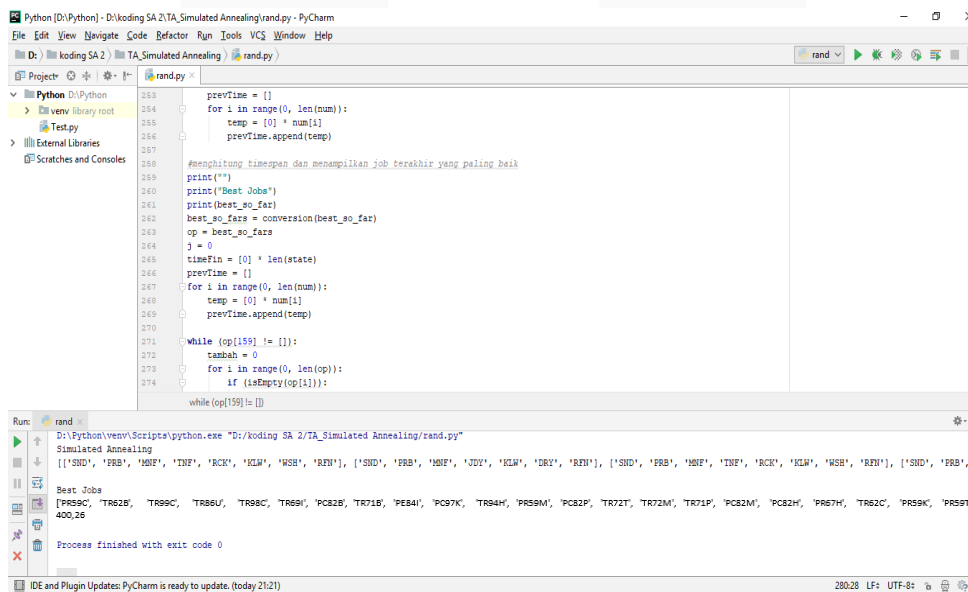 Python [D:\Python] - D:\koding SA 2\TA_Simulated Annealing\rand.py - PyCharm
File Edit View Navigate Code Refactor Run Tools VCS Window Help
D: koding SA 2 TA_Simulated Annealing rand.py rand
Project rand.py
Python D:\Python
venv library root
Test.py
External Libraries
Scratches and Consoles
253 prevTime = []
254 for i in range(0, len(num)):
255 temp = [0] * num[i]
256 prevTime.append(temp)
257
258 #menghitung timespan dan menampilkan job terakhir yang paling baik
259 print("")
260 print("Best Jobs")
261 print(best_so_far)
262 best_so_fars = conversion(best_so_far)
263 op = best_so_fars
264 j = 0
265 timeFin = [0] * len(state)
266 prevTime = []
267 for i in range(0, len(num)):
268 temp = [0] * num[i]
269 prevTime.append(temp)
270
271 while (op[159] != []):
272 tambah = 0
273 for i in range(0, len(op)):
274 if (isEmpty(op[i])):
while (op[159] != [])
Run: rand
D:\Python\venv\Scripts\python.exe "D:/koding SA 2/TA_Simulated Annealing/rand.py"
Simulated Annealing
[['SND', 'PRB', 'MNF', 'TNF', 'RCK', 'KLW', 'WSH', 'RFN'], ['SND', 'PRB', 'MNF', 'JDY', 'KLW', 'DRY', 'RFN'], ['SND', 'PRB', 'MNF', 'TNF', 'RCK', 'KLW', 'WSH', 'RFN'], ['SND', 'PRB',
Best Jobs
['PR59C', 'TR62B', 'TR99C', 'TR86U', 'TR98C', 'TR69I', 'PC82B', 'TR71B', 'PE84I', 'PC97K', 'TR94H', 'PR59M', 'PC82P', 'TR72T', 'TR72M', 'TR71P', 'PC82M', 'PC82H', 'PR67H', 'TR62C', 'PR59K', 'PR59T
400,26
Process finished with exit code 0
IDE and Plugin Updates: PyCharm is ready to update. (today 21:21) 280:28 LF UTF-8